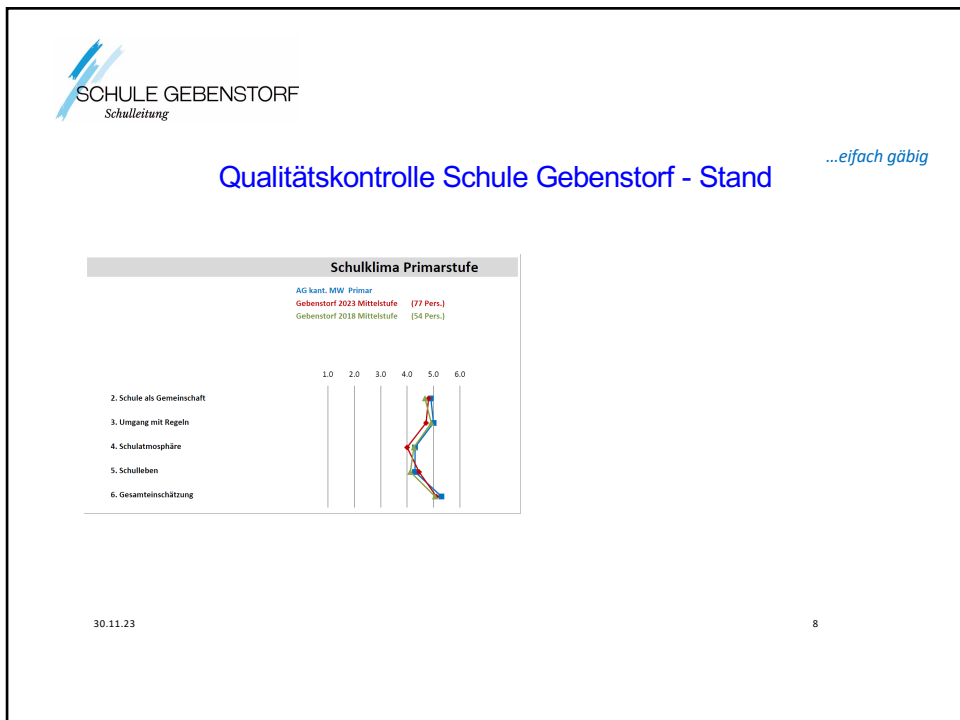 SCHULE GEBENSTORF
Schulleitung
...eifach gäbig
Qualitätskontrolle Schule Gebenstorf - Stand
Schulklima Primarstufe
AG kant. MW Primar
Gebenstorf 2023 Mittelstufe (77 Pers.)
Gebenstorf 2018 Mittelstufe (54 Pers.)
1.0 2.0 3.0 4.0 5.0 6.0
2. Schule als Gemeinschaft
3. Umgang mit Regeln
4. Schulatmosphäre
5. Schulleben
6. Gesamteinschätzung
30.11.23 8